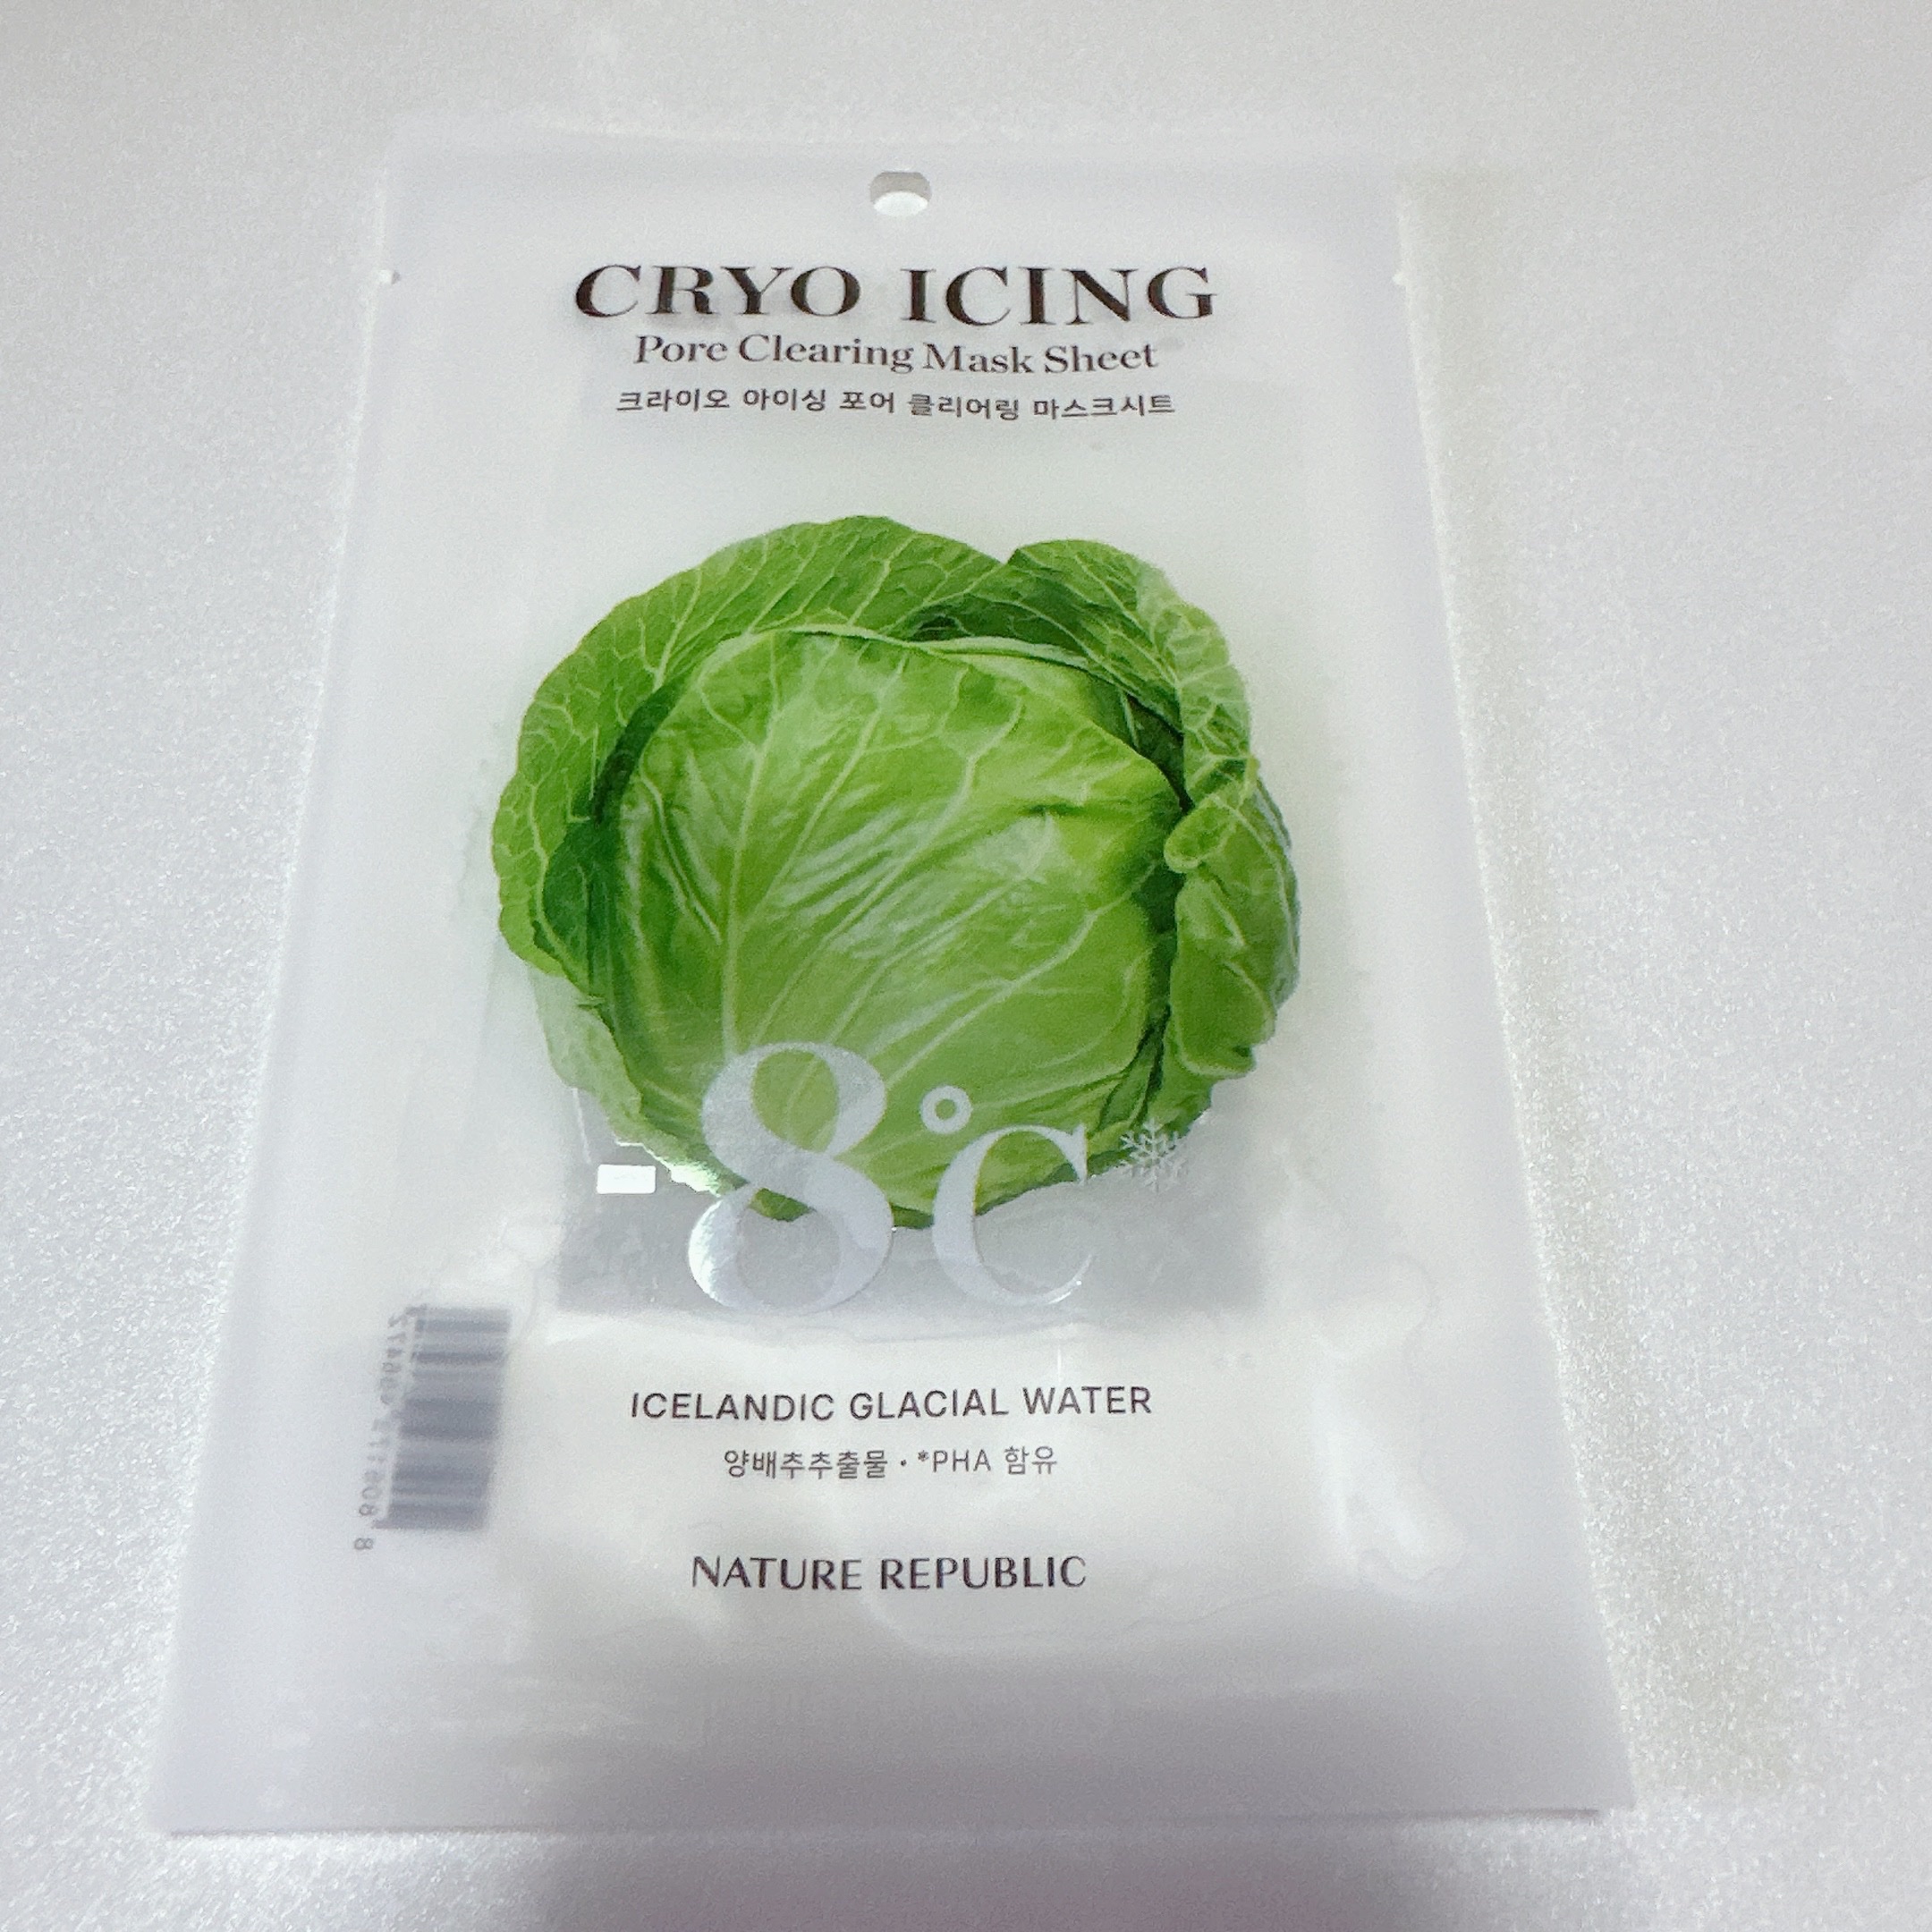 CRYO ICING
Pore Clearing Mask Sheet
크라이오 아이싱 포어 클리어링 마스크시트
8°C
ICELANDIC GLACIAL WATER
양배추추출물 · *PHA 함유
NATURE REPUBLIC